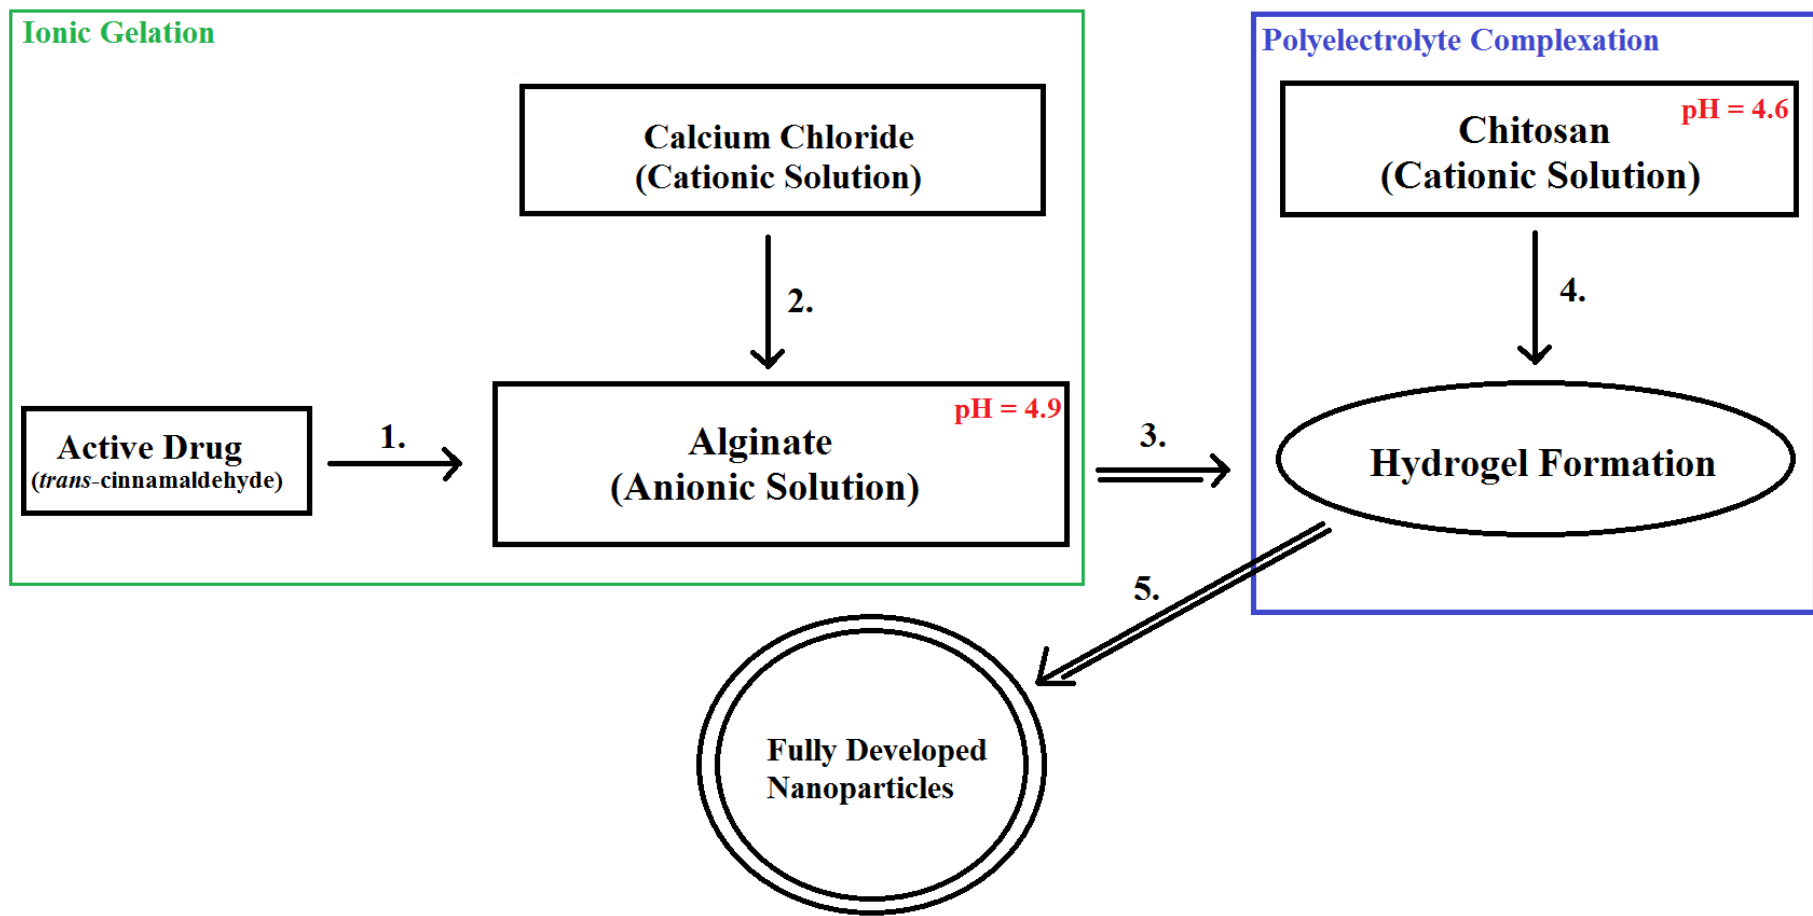 Ionic Gelation
Calcium Chloride
(Cationic Solution)
2.
Active Drug
(trans-cinnamaldehyde)
1.
pH = 4.9
Alginate
(Anionic Solution)
3.
Polyelectrolyte Complexation
pH = 4.6
Chitosan
(Cationic Solution)
4.
Hydrogel Formation
5.
Fully Developed
Nanoparticles